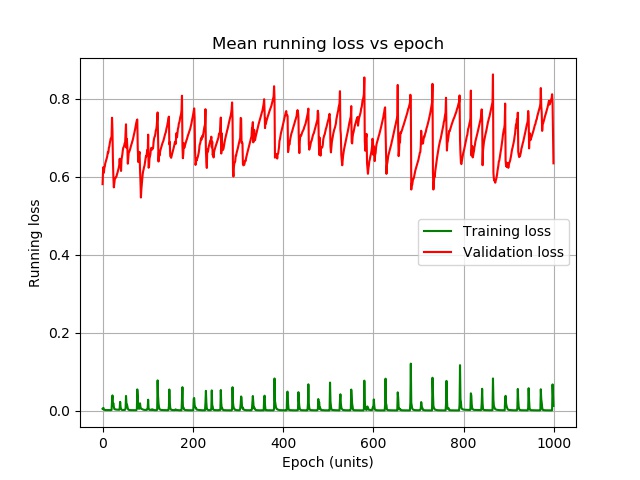 Mean running loss vs epoch
Running loss
0.8
0.6
0.4
0.2
0.0
Training loss
Validation loss
0
200
400
600
800
1000
Epoch (units)